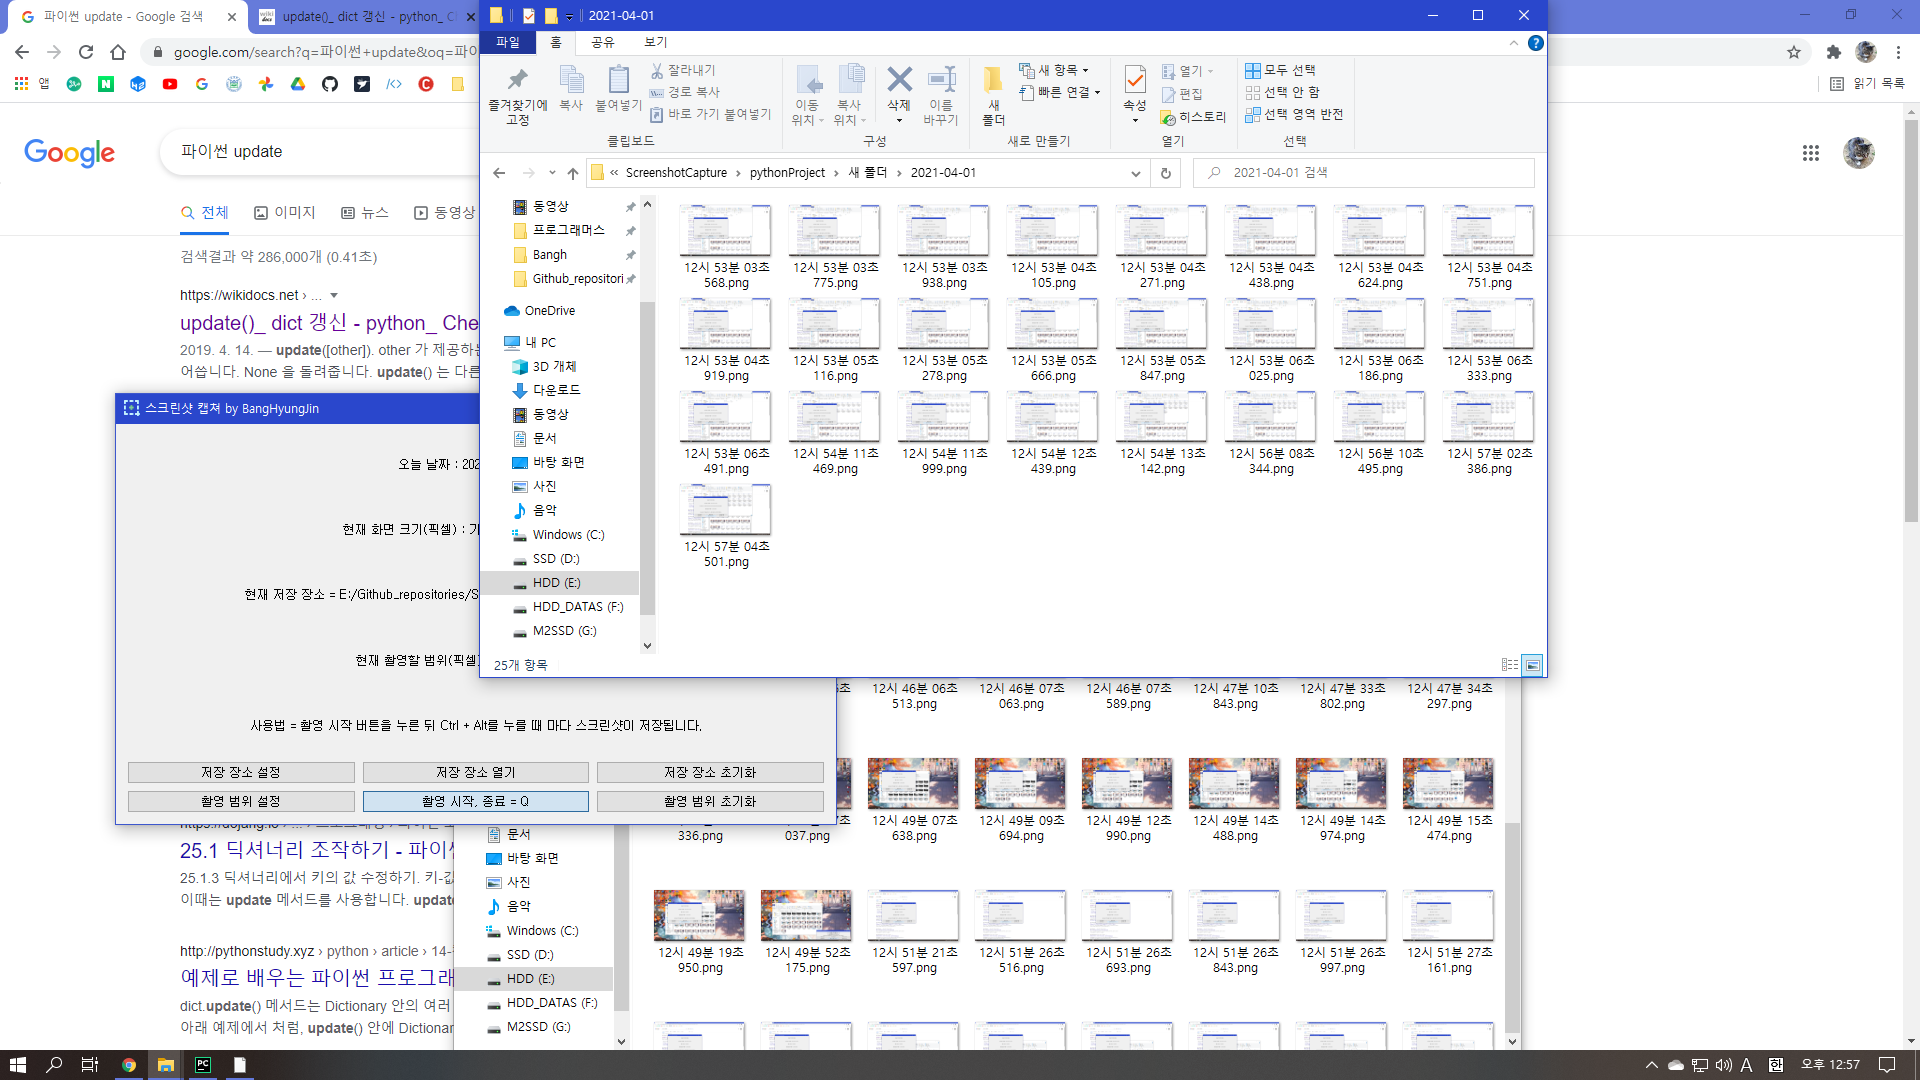 파이썬 update - Google 검색
update()_ dict 갱신 - python_ Ch
google.com/search?q=파이썬+update&oq=파이
앱
읽기 목록
Google
파이썬 update
전체
이미지
뉴스
동영상
검색결과 약 286,000개 (0.41초)
https://wikidocs.net › ...
update()_ dict 갱신 - python_ Che
2019. 4. 14. — update([other]). other 가 제공하는
어씁니다. None 을 돌려줍니다. update() 는 다른
2021-04-01
파일
홈
공유
보기
즐겨찾기에
고정
복사
붙여넣기
잘라내기
경로 복사
바로 가기 붙여넣기
클립보드
이동
위치
복사
위치
삭제
이름
바꾸기
구성
새
폴더
새 항목
빠른 연결
새로 만들기
속성
열기
편집
히스토리
열기
모두 선택
선택 안 함
선택 영역 반전
선택
« ScreenshotCapture › pythonProject › 새 폴더 › 2021-04-01
2021-04-01 검색
동영상
프로그래머스
Bangh
Github_repositori
OneDrive
내 PC
3D 개체
다운로드
동영상
문서
바탕 화면
사진
음악
Windows (C:)
SSD (D:)
HDD (E:)
HDD_DATAS (F:)
M2SSD (G:)
12시 53분 03초 12시 53분 03초 12시 53분 03초 12시 53분 04초 12시 53분 04초 12시 53분 04초 12시 53분 04초 12시 53분 04초
568.png 775.png 938.png 105.png 271.png 438.png 624.png 751.png
12시 53분 04초 12시 53분 05초 12시 53분 05초 12시 53분 05초 12시 53분 05초 12시 53분 06초 12시 53분 06초 12시 53분 06초
919.png 116.png 278.png 666.png 847.png 025.png 186.png 333.png
12시 53분 06초 12시 54분 11초 12시 54분 11초 12시 54분 12초 12시 54분 13초 12시 56분 08초 12시 56분 10초 12시 57분 02초
491.png 469.png 999.png 439.png 142.png 344.png 495.png 386.png
12시 57분 04초
501.png
25개 항목
스크린샷 캡쳐 by BangHyungJin
오늘 날짜 : 202
현재 화면 크기(픽셀) : 가
현재 저장 장소 = E:/Github_repositories/S
현재 촬영할 범위(픽셀)
사용법 = 촬영 시작 버튼을 누른 뒤 Ctrl + Alt를 누를 때 마다 스크린샷이 저장됩니다.
저장 장소 설정
저장 장소 열기
저장 장소 초기화
촬영 범위 설정
촬영 시작, 종료 = Q
촬영 범위 초기화
12시 46분 06초 12시 46분 07초 12시 46분 07초 12시 47분 10초 12시 47분 33초 12시 47분 34초
513.png 063.png 589.png 843.png 802.png 297.png
12시 49분 07초 12시 49분 09초 12시 49분 12초 12시 49분 14초 12시 49분 14초 12시 49분 15초
336.png 037.png 638.png 694.png 990.png 488.png 974.png 474.png
12시 49분 19초 12시 49분 52초 12시 51분 21초 12시 51분 26초 12시 51분 26초 12시 51분 26초 12시 51분 26초 12시 51분 27초
950.png 175.png 597.png 516.png 693.png 843.png 997.png 161.png
문서
바탕 화면
사진
음악
Windows (C:)
SSD (D:)
HDD (E:)
HDD_DATAS (F:)
M2SSD (G:)
25.1 딕셔너리 조작하기 - 파이썬
25.1.3 딕셔너리에서 키의 값 수정하기. 키-값
이때는 update 메서드를 사용합니다. updat
http://pythonstudy.xyz › python › article › 14-
예제로 배우는 파이썬 프로그래
dict.update() 메서드는 Dictionary 안의 여러
아래 예제에서 처럼, update() 안에 Dictionar
A
한
오후 12:57